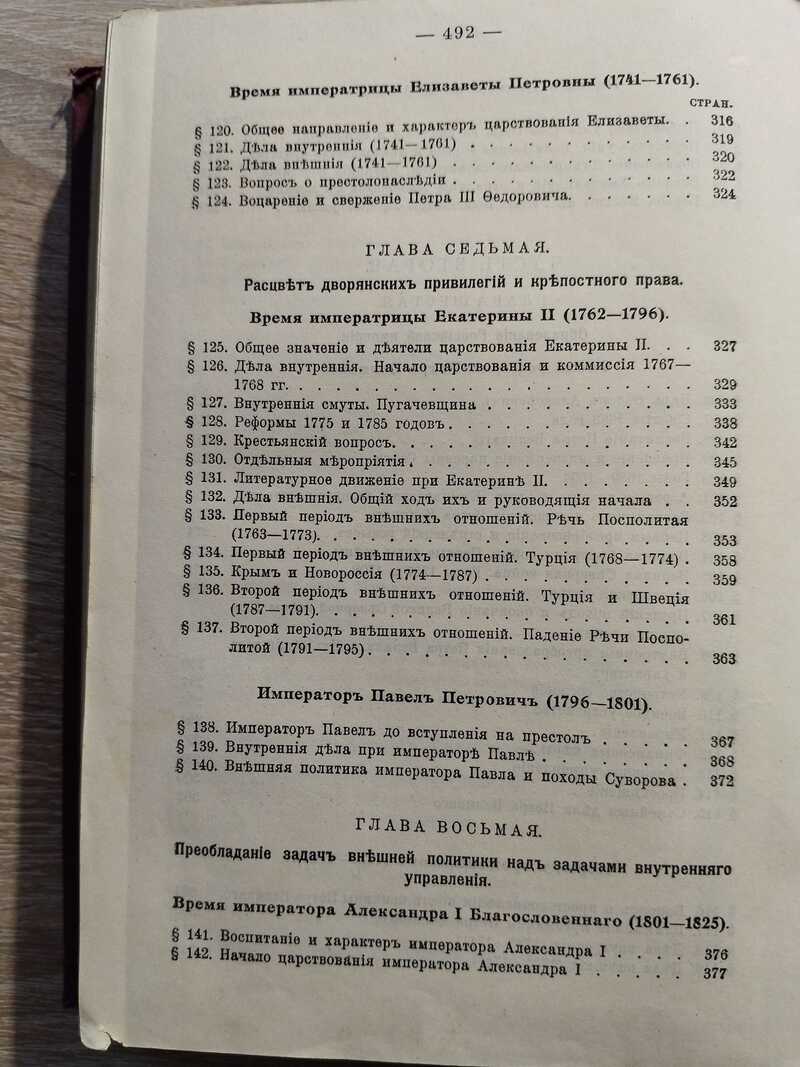 — 492 —
Время императрицы Елизаветы Петровны (1741—1761).
СТРАН.
§ 120. Общее направленіе и характеръ царствованія Елизаветы. . 316
§ 121. Дѣла внутреннія (1741—1761) . . . . . . . . . . . . 319
§ 122. Дѣла внѣшнія (1741—1761) . . . . . . . . . . . . 320
§ 123. Вопросъ о престолонаслѣдіи . . . . . . . . . . . . 322
§ 124. Воцареніе и сверженіе Петра III Ѳедоровича. . . . . . . 324
ГЛАВА СЕДЬМАЯ.
Расцвѣтъ дворянскихъ привилегій и крѣпостного права.
Время императрицы Екатерины II (1762—1796).
§ 125. Общее значеніе и дѣятели царствованія Екатерины II. . . 327
§ 126. Дѣла внутреннія. Начало царствованія и коммиссія 1767—
1768 гг. . . . . . . . . . . . . . . . . . . 329
§ 127. Внутреннія смуты. Пугачевщина . . . . . . . . . . . 333
§ 128. Реформы 1775 и 1785 годовъ . . . . . . . . . . . . 338
§ 129. Крестьянскій вопросъ. . . . . . . . . . . . . . . 342
§ 130. Отдѣльныя мѣропріятія . . . . . . . . . . . . . . 345
§ 131. Литературное движеніе при Екатеринѣ II. . . . . . . . 349
§ 132. Дѣла внѣшнія. Общій ходъ ихъ и руководящія начала . . 352
§ 133. Первый періодъ внѣшнихъ отношеній. Рѣчь Посполитая
(1763—1773). . . . . . . . . . . . . . . . . . 353
§ 134. Первый періодъ внѣшнихъ отношеній. Турція (1768—1774) . 358
§ 135. Крымъ и Новороссія (1774—1787) . . . . . . . . . . 359
§ 136. Второй періодъ внѣшнихъ отношеній. Турція и Швеція
(1787—1791). . . . . . . . . . . . . . . . . . 361
§ 137. Второй періодъ внѣшнихъ отношеній. Паденіе Рѣчи Поспо-
литой (1791—1795) . . . . . . . . . . . . . . . 363
Императоръ Павелъ Петровичъ (1796—1801).
§ 138. Императоръ Павелъ до вступленія на престолъ . . . . . 367
§ 139. Внутреннія дѣла при императорѣ Павлѣ . . . . . . . 368
§ 140. Внѣшняя политика императора Павла и походы Суворова . 372
ГЛАВА ВОСЬМАЯ.
Преобладаніе задачъ внѣшней политики надъ задачами внутренняго
управленія.
Время императора Александра I Благословеннаго (1801—1825).
§ 141. Воспитаніе и характеръ императора Александра I . . . . 376
§ 142. Начало царствованія императора Александра I . . . . . 377